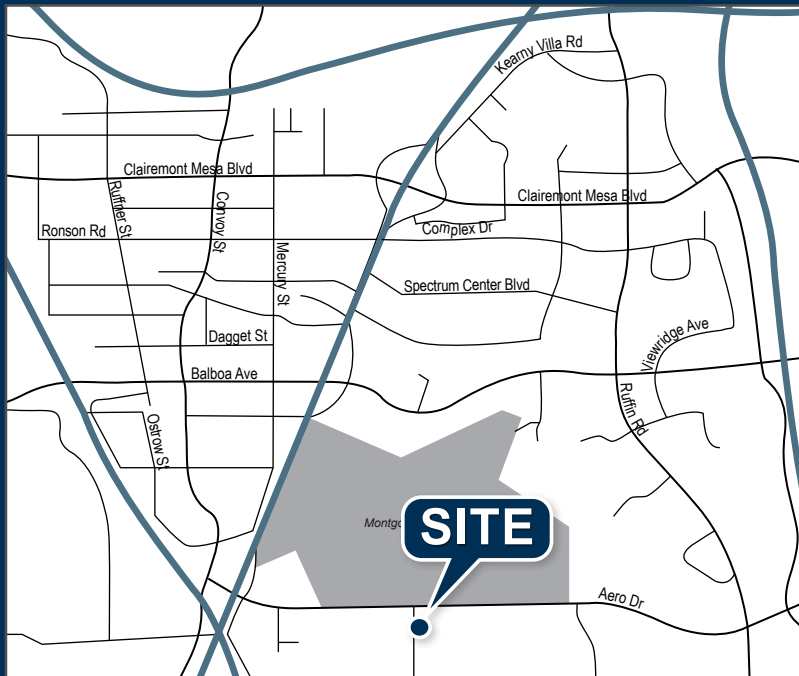 Kearny Villa Rd
Clairemont Mesa Blvd
Clairemont Mesa Blvd
Ruffner St
Convoy St
Ronson Rd
Complex Dr
Mercury St
Spectrum Center Blvd
Dagget St
Viewridge Ave
Balboa Ave
Ruffin Rd
Ostrow St
SITE
Aero Dr